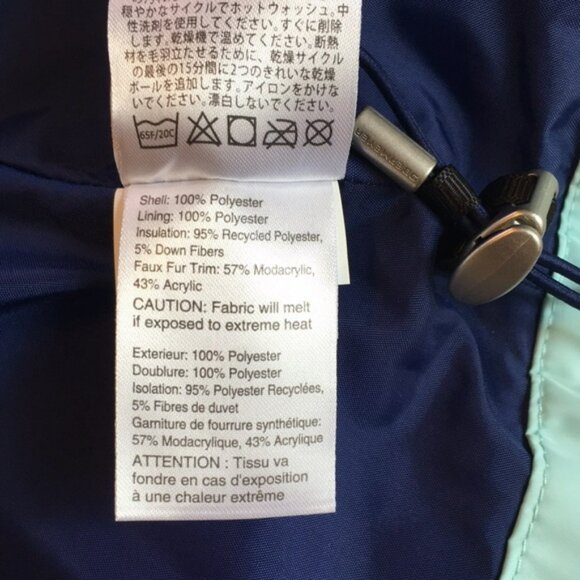 穏やかなサイクルでホットウォッシュ。中
性洗剤を使用してください。すぐに削除
します。乾燥機で温めてください。断熱
材を毛羽立たせるために、乾燥サイクル
の最後の15分間に2つのきれいな乾燥
ボールを追加します。アイロンをかけな
いでください。漂白しないでください。
65F/20C
Shell: 100% Polyester
Lining: 100% Polyester
Insulation: 95% Recycled Polyester,
5% Down Fibers
Faux Fur Trim: 57% Modacrylic,
43% Acrylic
CAUTION: Fabric will melt
if exposed to extreme heat
Exterieur: 100% Polyester
Doublure: 100% Polyester
Isolation: 95% Polyester Recyclées,
5% Fibres de duvet
Garniture de fourrure synthétique:
57% Modacrylique, 43% Acrylique
ATTENTION : Tissu va
fondre en cas d'exposition
à une chaleur extrême